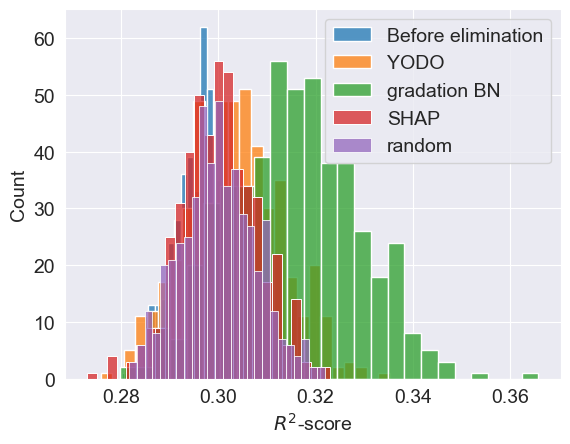 Before elimination
YODO
gradation BN
SHAP
random
Count
60
50
40
30
20
10
0
0.28 0.30 0.32 0.34 0.36
R²-score